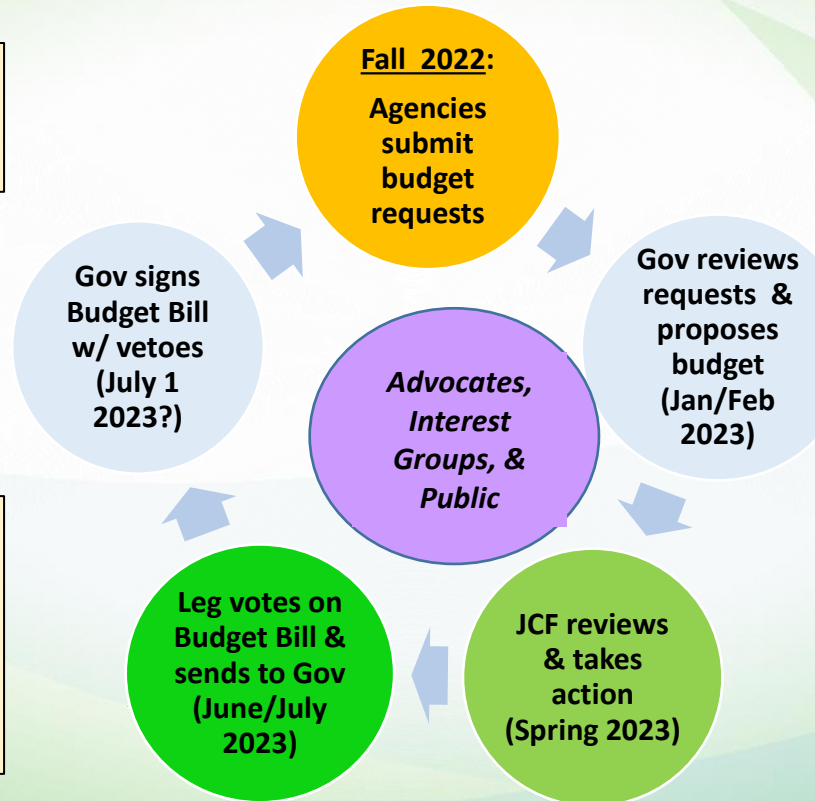 Fall 2022:
Agencies
submit
budget
requests
Gov reviews
requests &
proposes
budget
(Jan/Feb
2023)
JCF reviews
& takes
action
(Spring 2023)
Leg votes on
Budget Bill &
sends to Gov
(June/July
2023)
Gov signs
Budget Bill
w/ vetoes
(July 1
2023?)
Advocates,
Interest
Groups, &
Public